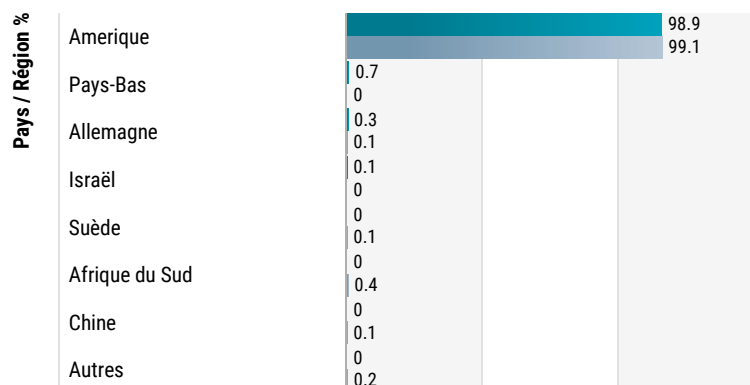 Pays / Région %
Amerique
98.9
99.1
Pays-Bas
0.7
0
Allemagne
0.3
0.1
Israël
0.1
0
Suède
0
0.1
Afrique du Sud
0
0.4
Chine
0
0.1
Autres
0
0.2